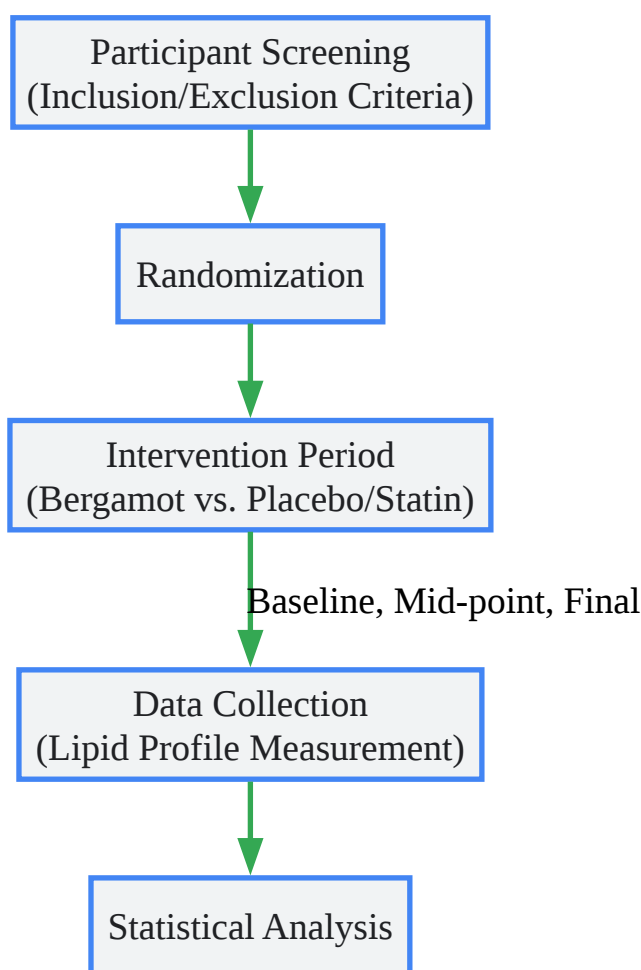 Participant Screening
(Inclusion/Exclusion Criteria)
Randomization
Intervention Period
(Bergamot vs. Placebo/Statin)
Baseline, Mid-point, Final
Data Collection
(Lipid Profile Measurement)
Statistical Analysis